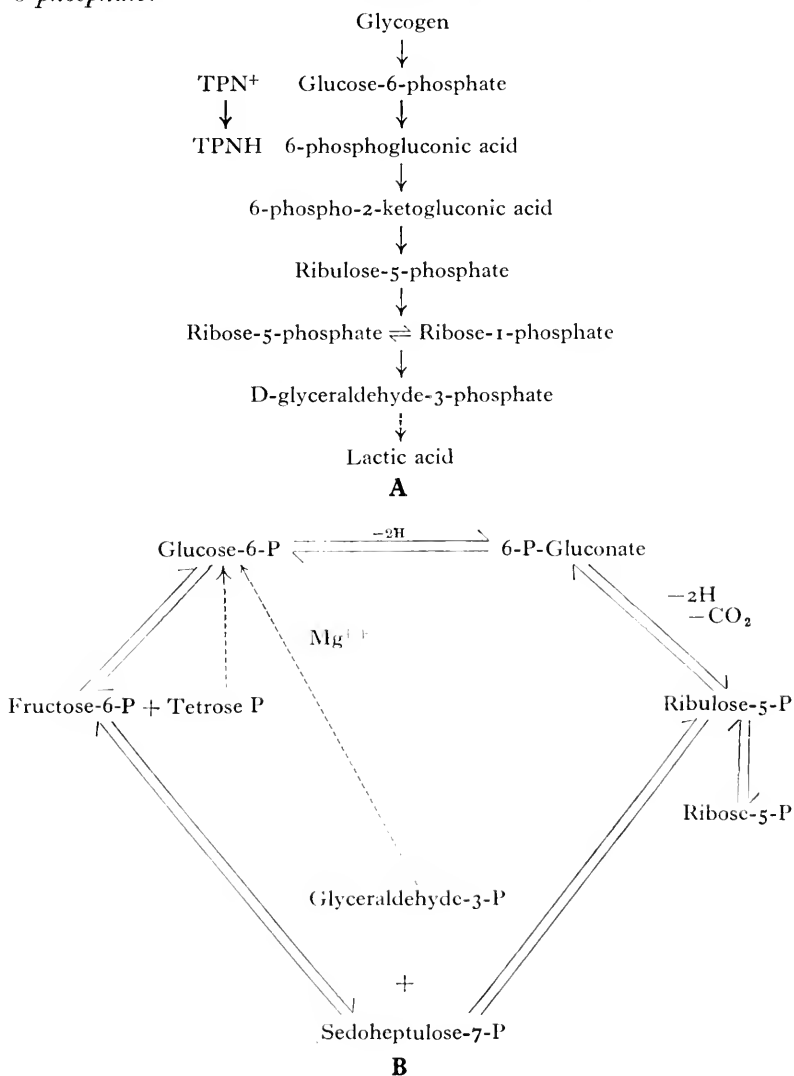 6-phosphate.
Glycogen
TPN+ Glucose-6-phosphate
TPNH 6-phosphogluconic acid
6-phospho-2-ketogluconic acid
Ribulose-5-phosphate
Ribose-5-phosphate ⇌ Ribose-1-phosphate
D-glyceraldehyde-3-phosphate
Lactic acid
A
−2H
Glucose-6-P 6-P-Gluconate
−2H
−CO₂
Mg++
Fructose-6-P + Tetrose P Ribulose-5-P
Ribose-5-P
Glyceraldehyde-3-P
+
Sedoheptulose-7-P
B